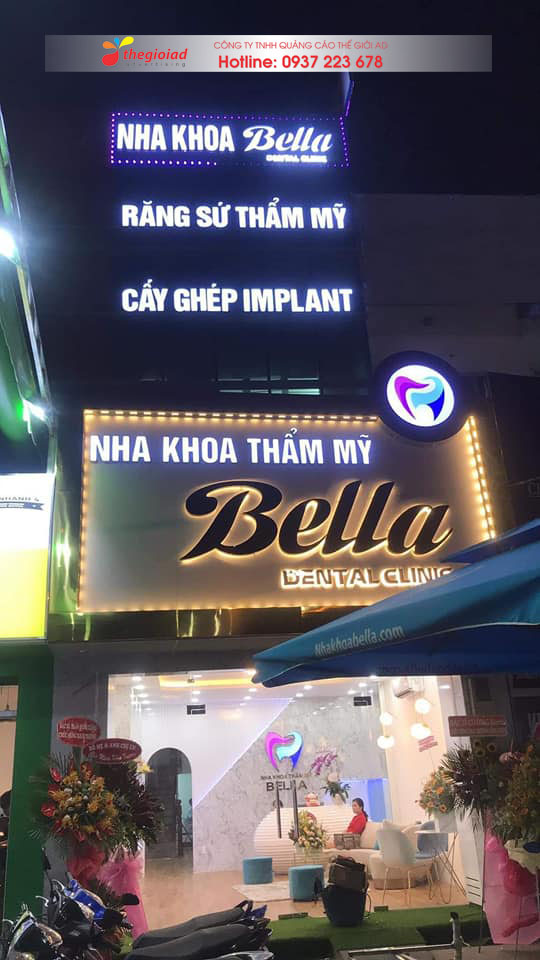 thegioiad
advertising
CÔNG TY TNHH QUẢNG CÁO THẾ GIỚI AD
Hotline: 0937 223 678
NHA KHOA Bella
DENTAL CLINIC
RĂNG SỨ THẨM MỸ
CẤY GHÉP IMPLANT
NHA KHOA THẨM MỸ
Bella
DENTAL CLINIC
Nhakhoabella.com
NHA KHOA THẨM MỸ
BELLA